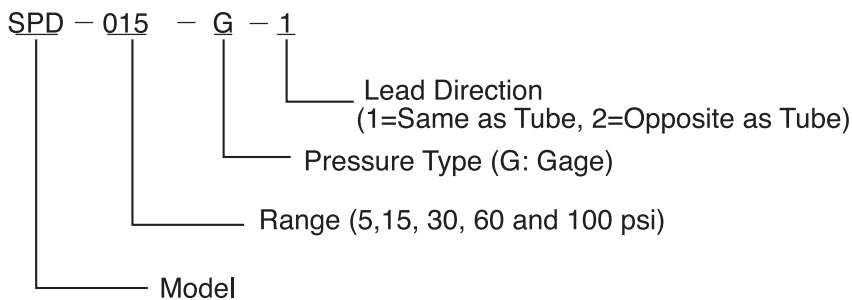 SPD – 015 – G – 1
Lead Direction
(1=Same as Tube, 2=Opposite as Tube)
Pressure Type (G: Gage)
Range (5,15, 30, 60 and 100 psi)
Model